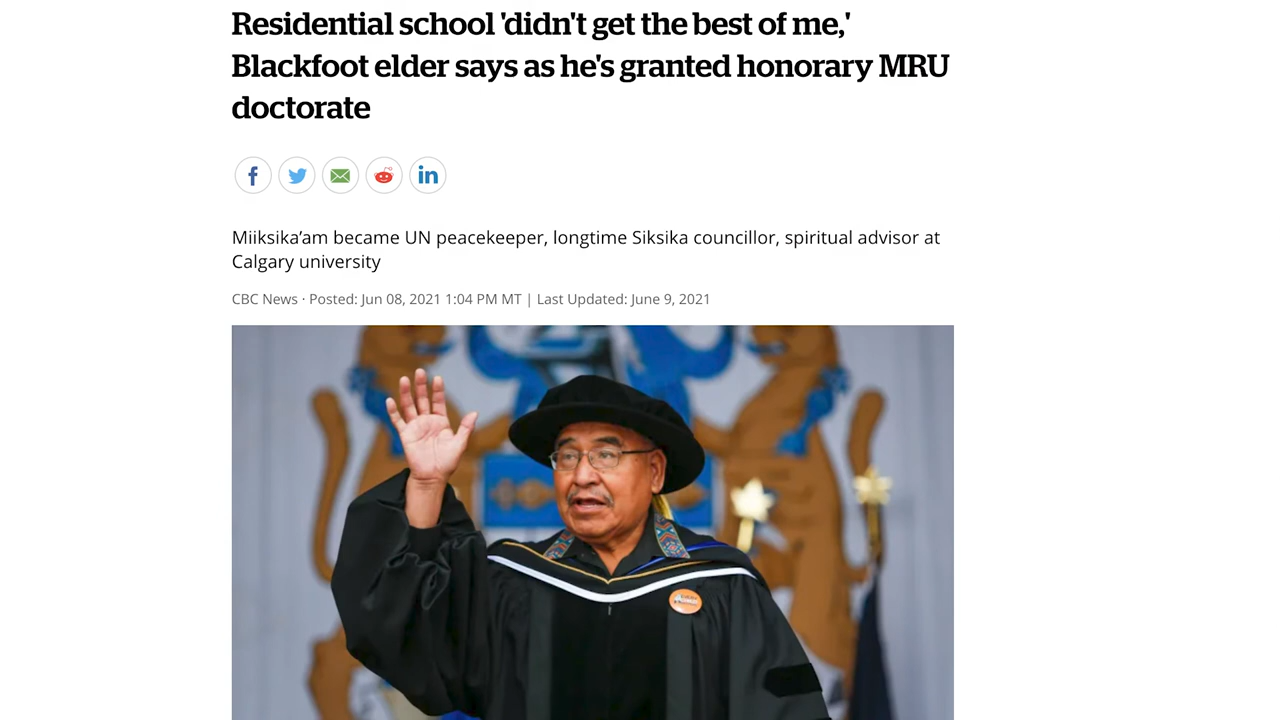 Residential school 'didn't get the best of me,'
Blackfoot elder says as he's granted honorary MRU
doctorate
f
in
Miiksika’am became UN peacekeeper, longtime Siksika councillor, spiritual advisor at
Calgary university
CBC News · Posted: Jun 08, 2021 1:04 PM MT | Last Updated: June 9, 2021